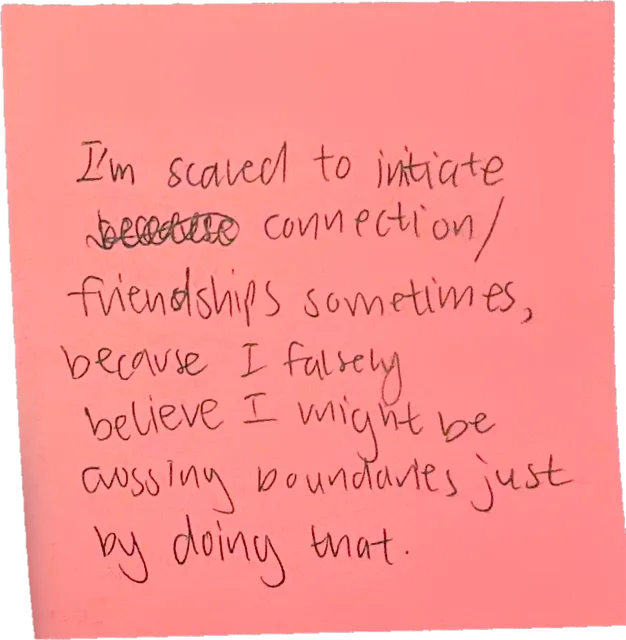 I'm scared to initiate
connection/
friendships sometimes,
because I falsely
believe I might be
crossing boundaries just
by doing that.